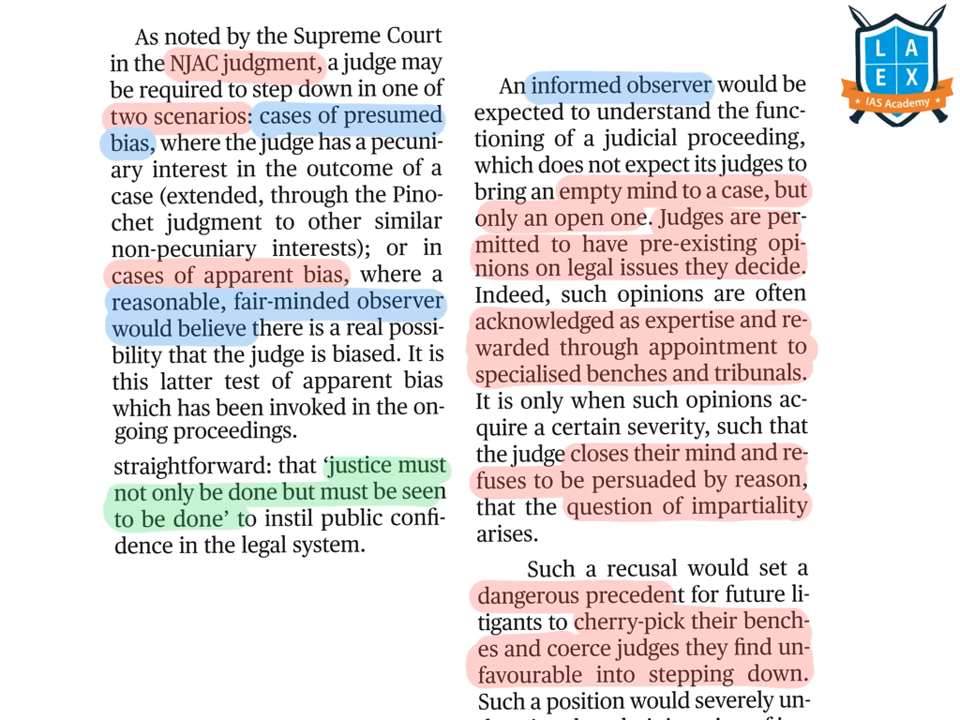 As noted by the Supreme Court
in the NJAC judgment, a judge may
be required to step down in one of
two scenarios: cases of presumed
bias, where the judge has a pecuni-
ary interest in the outcome of a
case (extended, through the Pino-
chet judgment to other similar
non-pecuniary interests); or in
cases of apparent bias, where a
reasonable, fair-minded observer
would believe there is a real possi-
bility that the judge is biased. It is
this latter test of apparent bias
which has been invoked in the on-
going proceedings.
straightforward: that ‘justice must
not only be done but must be seen
to be done’ to instil public confi-
dence in the legal system.
An informed observer would be
expected to understand the func-
tioning of a judicial proceeding,
which does not expect its judges to
bring an empty mind to a case, but
only an open one. Judges are per-
mitted to have pre-existing opi-
nions on legal issues they decide.
Indeed, such opinions are often
acknowledged as expertise and re-
warded through appointment to
specialised benches and tribunals.
It is only when such opinions ac-
quire a certain severity, such that
the judge closes their mind and re-
fuses to be persuaded by reason,
that the question of impartiality
arises.
Such a recusal would set a
dangerous precedent for future li-
tigants to cherry-pick their bench-
es and coerce judges they find un-
favourable into stepping down.
Such a position would severely un-
L A
E X
IAS Academy